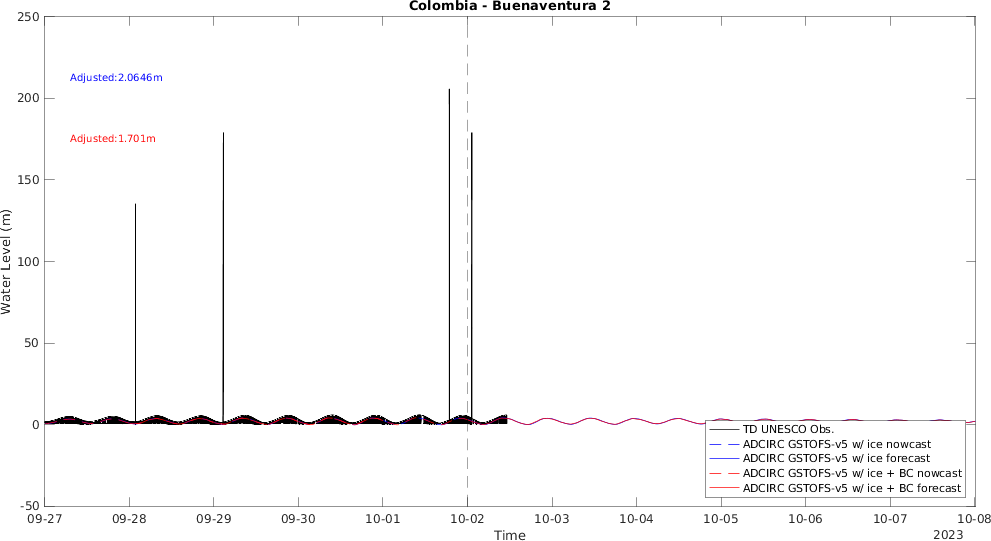 Colombia - Buenaventura 2
250
200
150
100
50
0
-50
Water Level (m)
Adjusted:2.0646m
Adjusted:1.701m
TD UNESCO Obs.
ADCIRC GSTOFS-v5 w/ ice nowcast
ADCIRC GSTOFS-v5 w/ ice forecast
ADCIRC GSTOFS-v5 w/ ice + BC nowcast
ADCIRC GSTOFS-v5 w/ ice + BC forecast
09-27 09-28 09-29 09-30 10-01 10-02 10-03 10-04 10-05 10-06 10-07 10-08
Time
2023